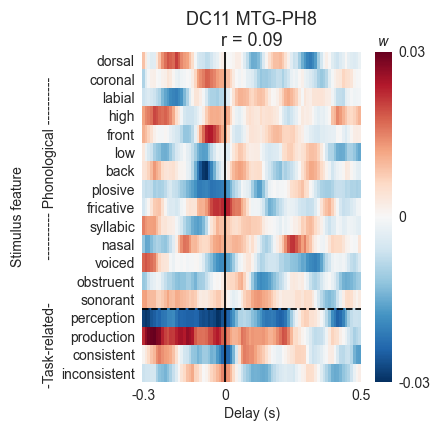 DC11 MTG-PH8
r = 0.09
w
dorsal
coronal
labial
high
front
low
back
plosive
fricative
syllabic
nasal
voiced
obstruent
sonorant
perception
production
consistent
inconsistent
Stimulus feature
---------- Phonological ----------
-Task-related-
0.03
0
-0.03
-0.3 0 0.5
Delay (s)